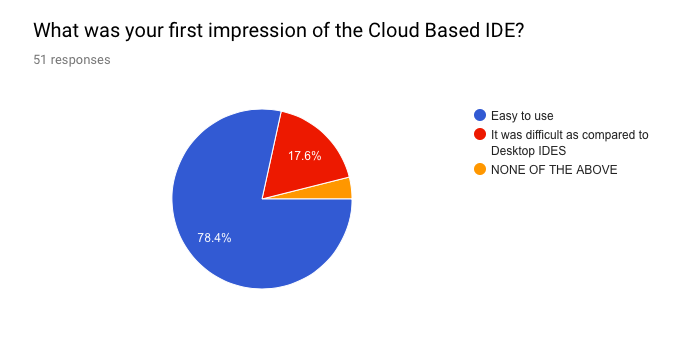 What was your first impression of the Cloud Based IDE?
51 responses
Easy to use
It was difficult as compared to
Desktop IDES
NONE OF THE ABOVE
17.6%
78.4%